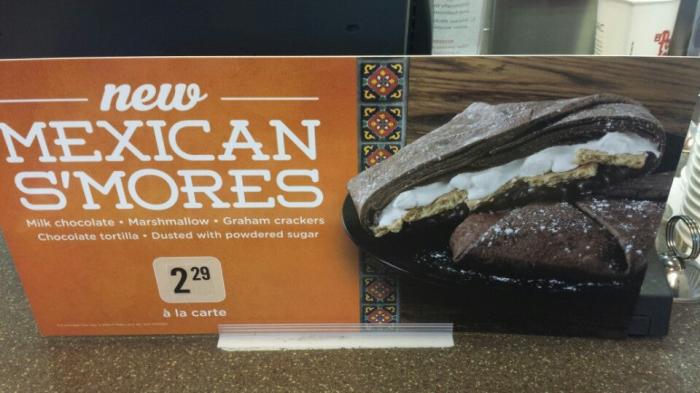 new
MEXICAN
S'MORES
Milk chocolate • Marshmallow • Graham crackers
Chocolate tortilla • Dusted with powdered sugar
2 29
à la carte